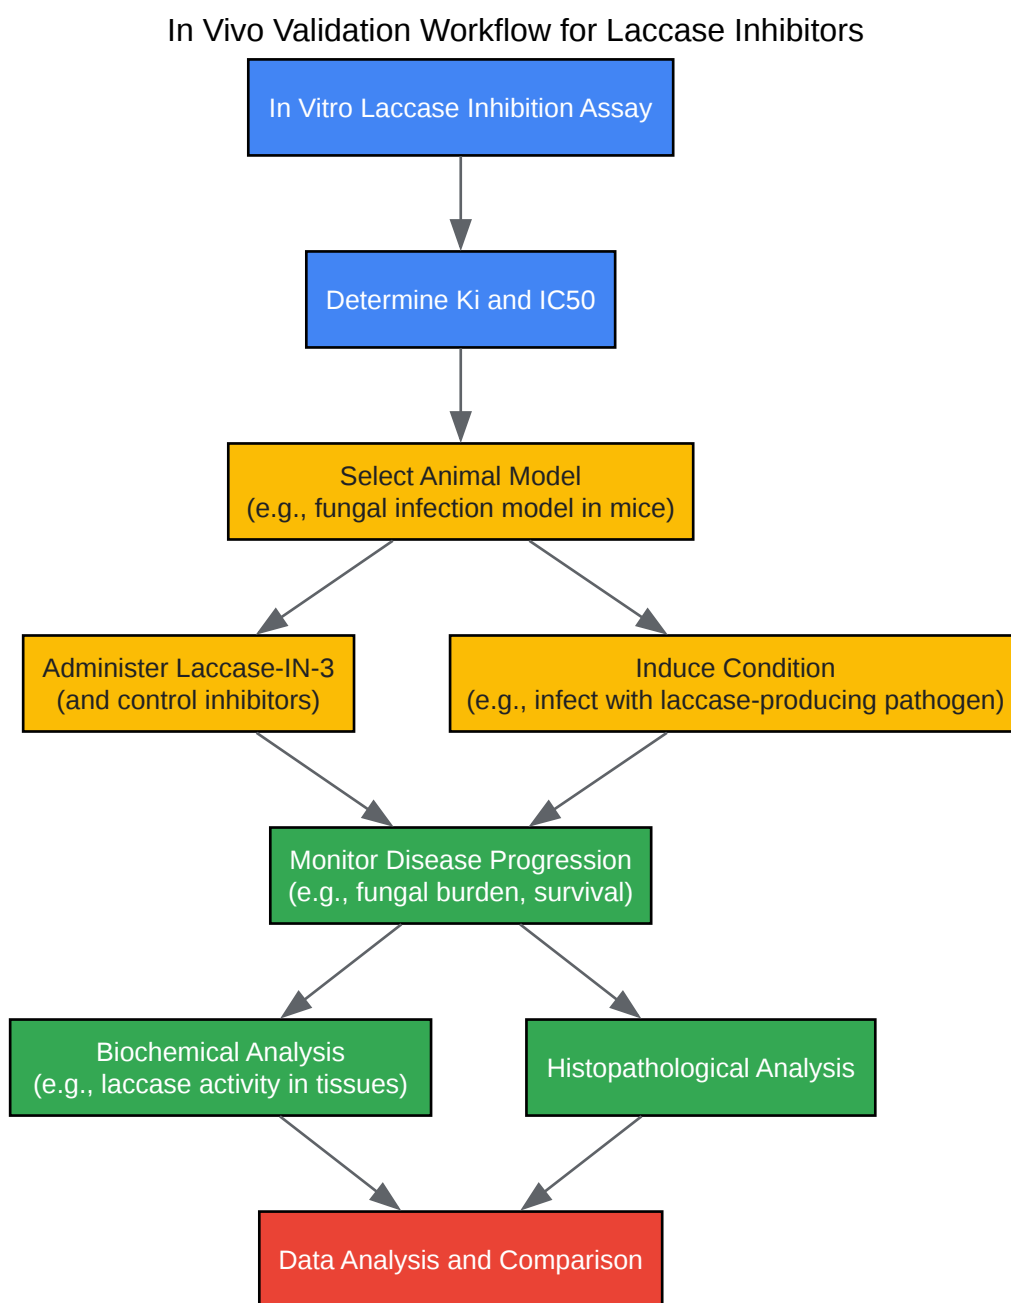 In Vivo Validation Workflow for Laccase Inhibitors
In Vitro Laccase Inhibition Assay
Determine Ki and IC50
Select Animal Model
(e.g., fungal infection model in mice)
Administer Laccase-IN-3
(and control inhibitors)
Induce Condition
(e.g., infect with laccase-producing pathogen)
Monitor Disease Progression
(e.g., fungal burden, survival)
Biochemical Analysis
(e.g., laccase activity in tissues)
Histopathological Analysis
Data Analysis and Comparison